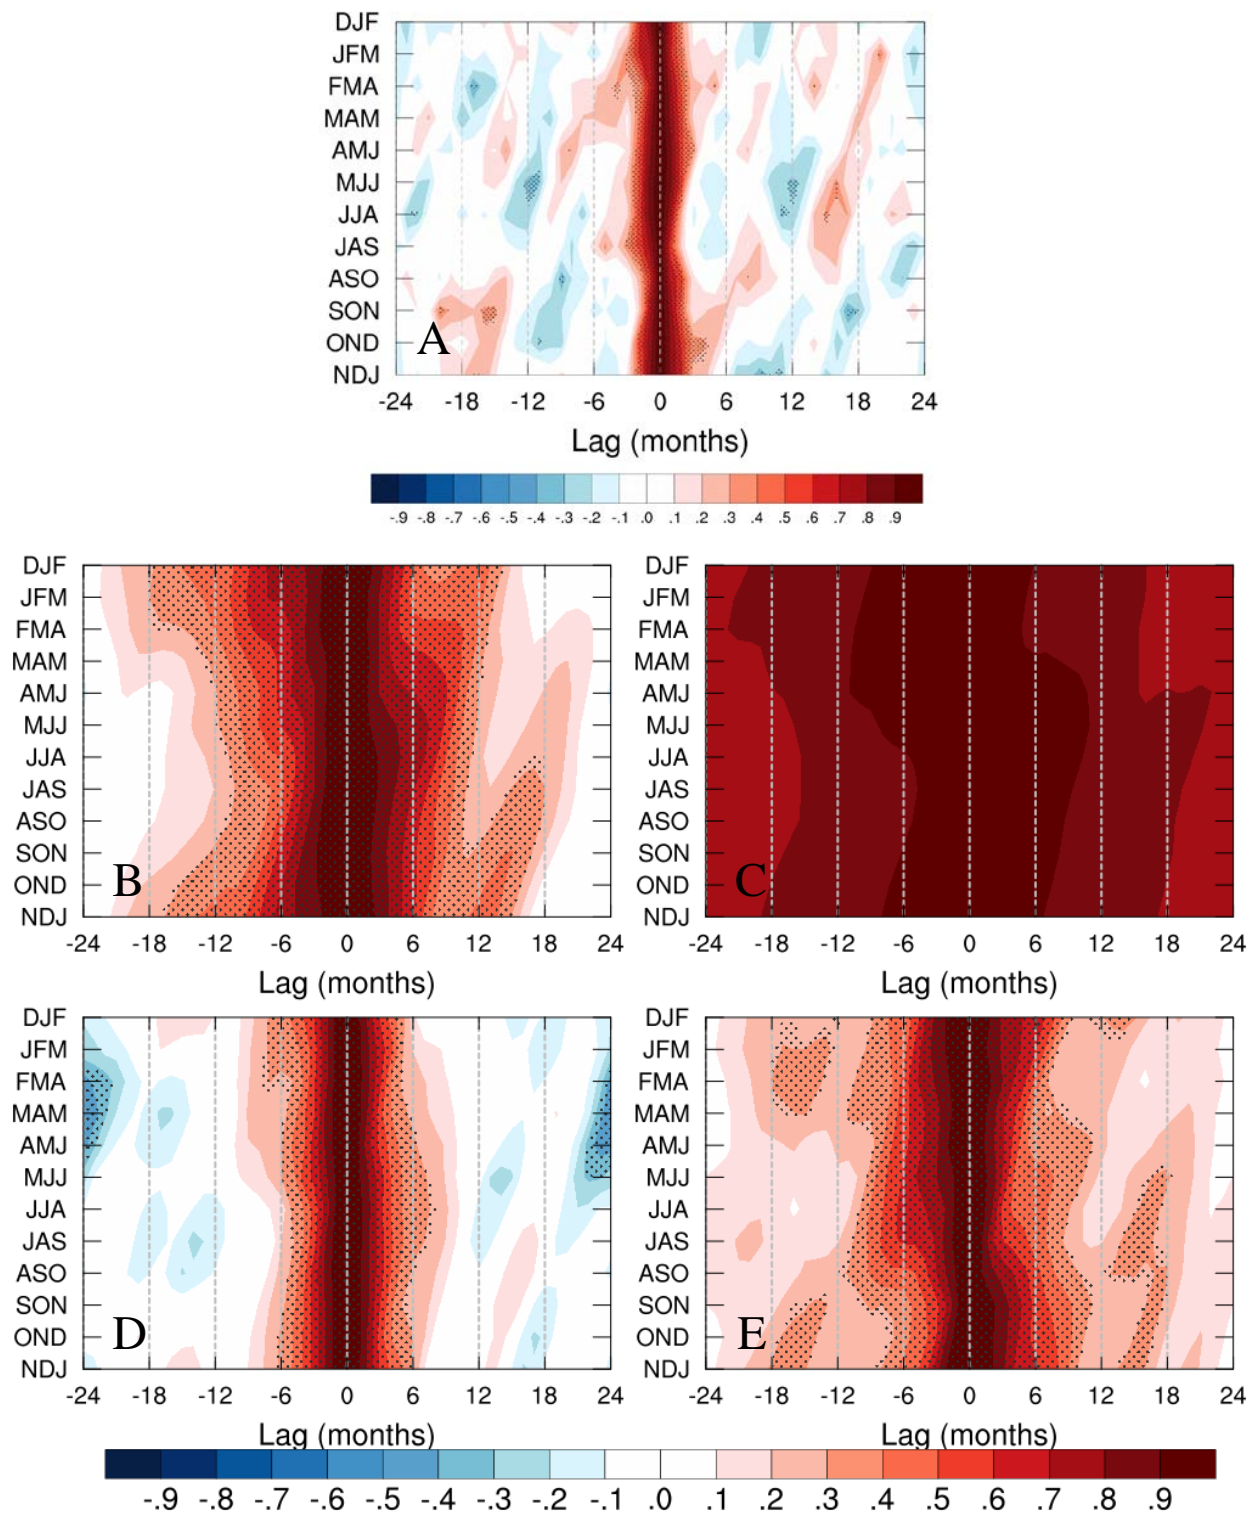 DJF
JFM
FMA
MAM
AMJ
MJJ
JJA
JAS
ASO
SON
OND
NDJ
A
-24 -18 -12 -6 0 6 12 18 24
Lag (months)
-.9 -.8 -.7 -.6 -.5 -.4 -.3 -.2 -.1 .0 .1 .2 .3 .4 .5 .6 .7 .8 .9
DJF
JFM
FMA
MAM
AMJ
MJJ
JJA
JAS
ASO
SON
OND
NDJ
B
-24 -18 -12 -6 0 6 12 18 24
Lag (months)
DJF
JFM
FMA
MAM
AMJ
MJJ
JJA
JAS
ASO
SON
OND
NDJ
C
-24 -18 -12 -6 0 6 12 18 24
Lag (months)
DJF
JFM
FMA
MAM
AMJ
MJJ
JJA
JAS
ASO
SON
OND
NDJ
D
-24 -18 -12 -6 0 6 12 18 24
Lag (months)
DJF
JFM
FMA
MAM
AMJ
MJJ
JJA
JAS
ASO
SON
OND
NDJ
E
-24 -18 -12 -6 0 6 12 18 24
Lag (months)
-.9 -.8 -.7 -.6 -.5 -.4 -.3 -.2 -.1 .0 .1 .2 .3 .4 .5 .6 .7 .8 .9